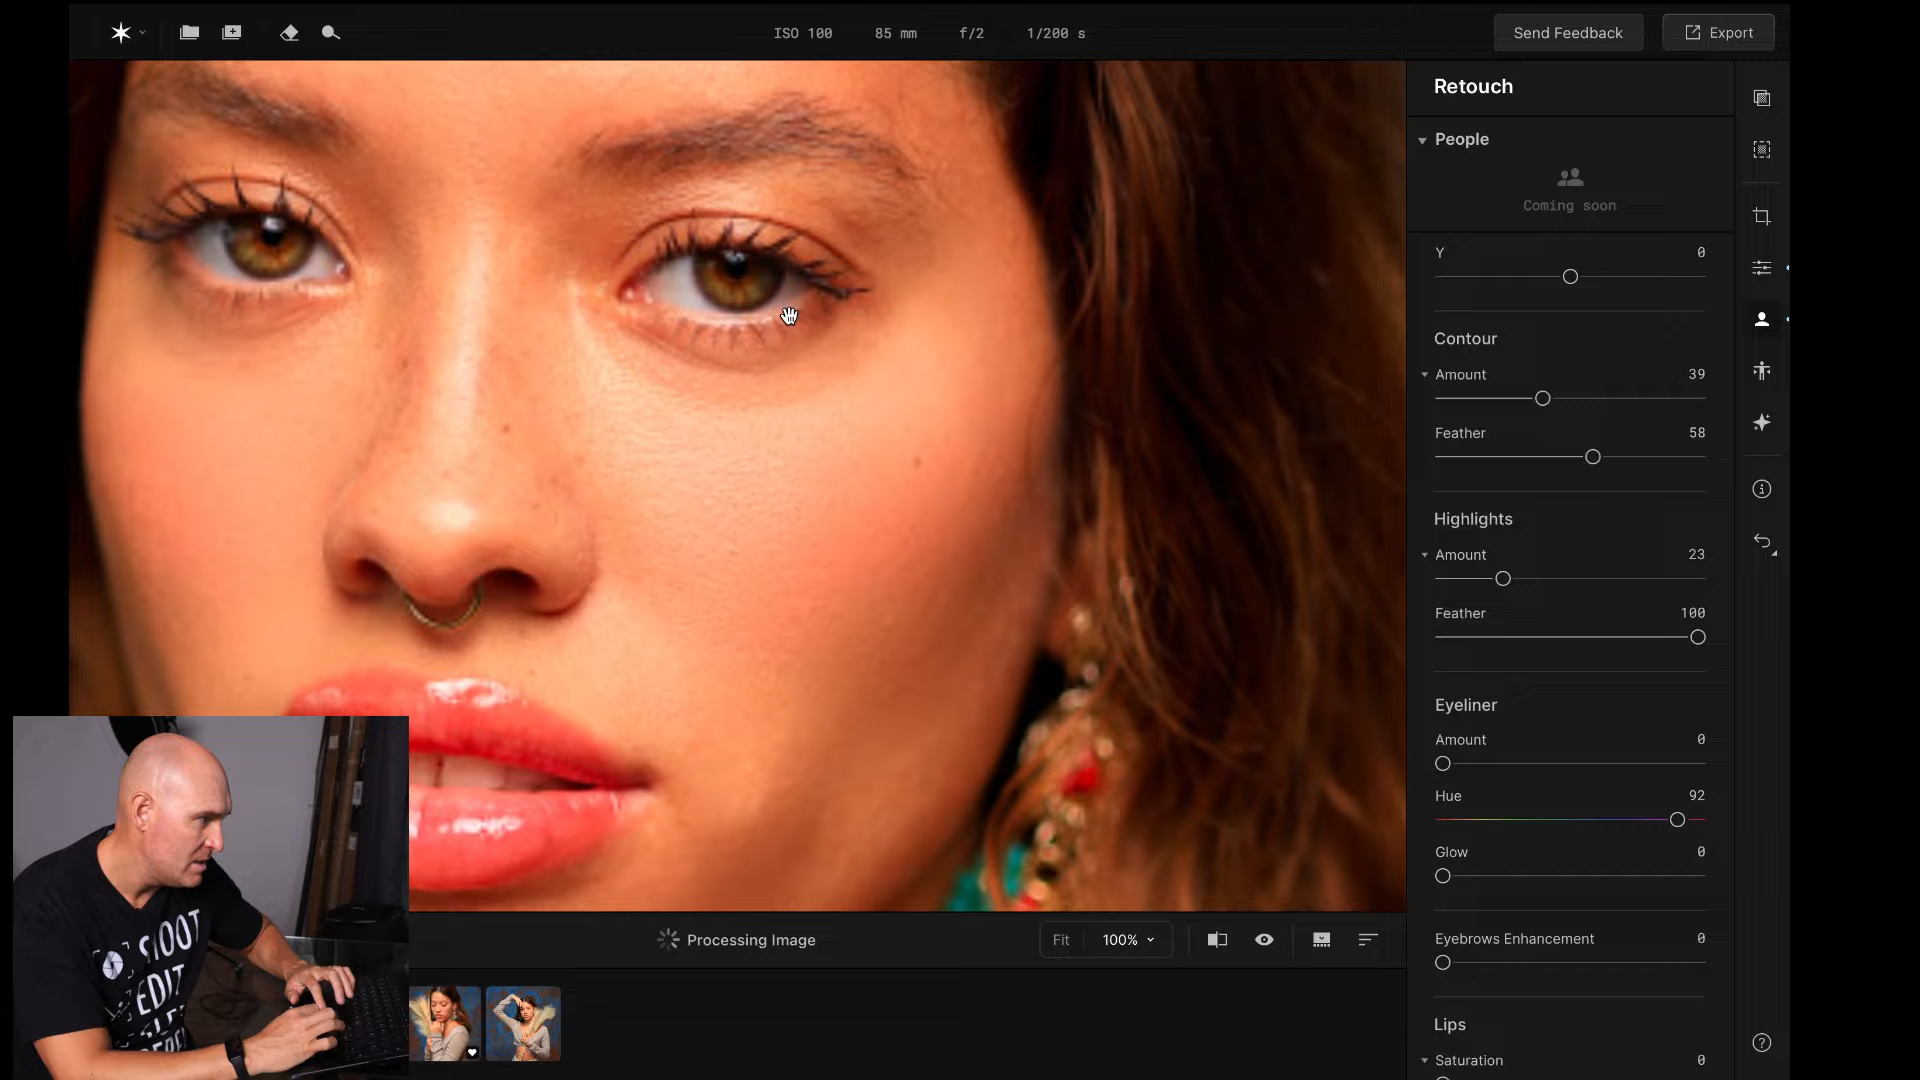 ISO 100 85 mm f/2 1/200 s
Send Feedback
Export
Retouch
People
Coming soon
Y 0
Contour
Amount 39
Feather 58
Highlights
Amount 23
Feather 100
Eyeliner
Amount 0
Hue 92
Glow 0
Eyebrows Enhancement 0
Lips
Saturation 0
Processing Image
Fit 100%
EDIT